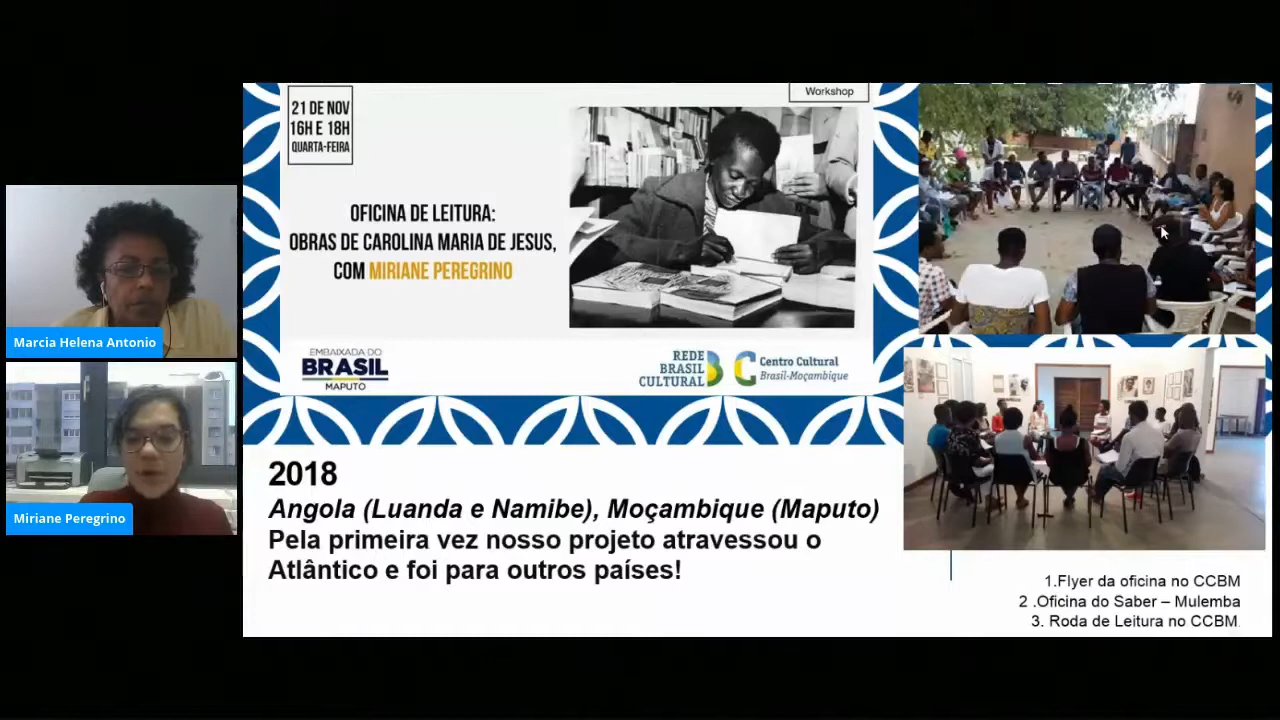 Marcia Helena Antonio
Miriane Peregrino
21 DE NOV
16H E 18H
QUARTA-FEIRA
Workshop
OFICINA DE LEITURA:
OBRAS DE CAROLINA MARIA DE JESUS,
COM MIRIANE PEREGRINO
EMBAIXADA DO
BRASIL
MAPUTO
REDE
BRASIL
CULTURAL
Centro Cultural
Brasil-Moçambique
2018
Angola (Luanda e Namibe), Moçambique (Maputo)
Pela primeira vez nosso projeto atravessou o
Atlântico e foi para outros países!
1.Flyer da oficina no CCBM
2 .Oficina do Saber – Mulemba
3. Roda de Leitura no CCBM.